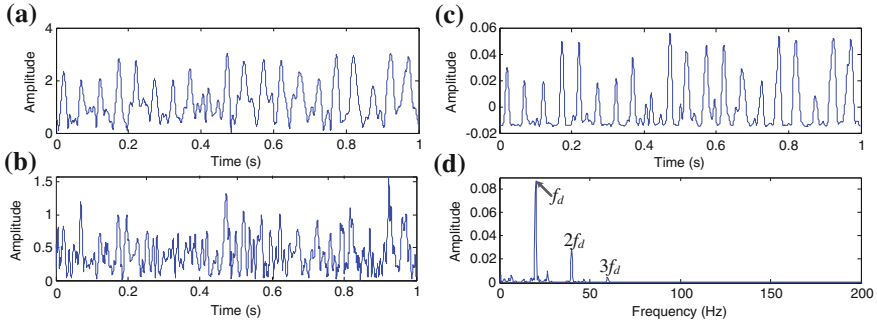 (a)
4
2
0
Amplitude
0 0.2 0.4 0.6 0.8 1
Time (s)
(b)
1.5
1
0.5
0
Amplitude
0 0.2 0.4 0.6 0.8 1
Time (s)
(c)
0.06
0.04
0.02
0
-0.02
Amplitude
0 0.2 0.4 0.6 0.8 1
Time (s)
(d)
0.08
0.06
0.04
0.02
0
Amplitude
f_d
2f_d
3f_d
0 50 100 150 200
Frequency (Hz)